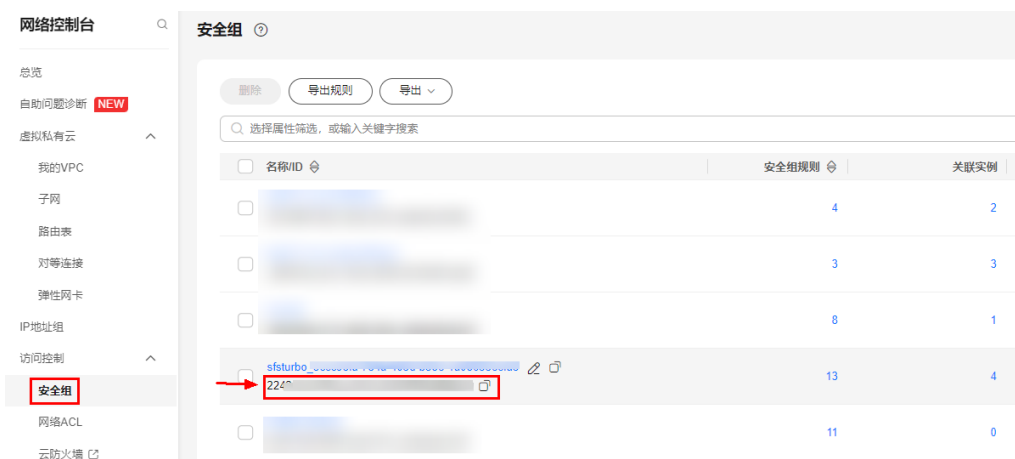 网络控制台
总览
自助问题诊断 NEW
虚拟私有云
我的VPC
子网
路由表
对等连接
弹性网卡
IP地址组
访问控制
安全组
网络ACL
云防火墙
安全组
删除 导出规则 导出
选择属性筛选，或输入关键字搜索
名称/ID 安全组规则 关联实例
4 2
3 3
8 1
sfsturbo_
224
13 4
11 0